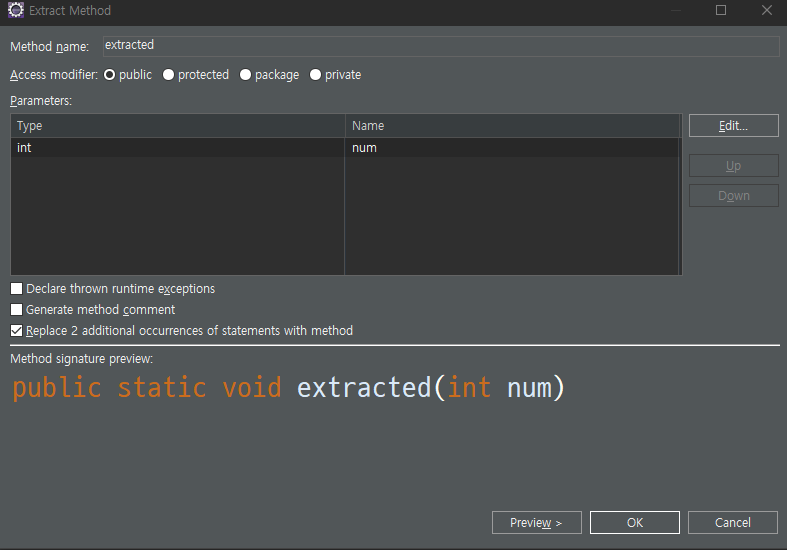 Extract Method
Method name: extracted
Access modifier: public protected package private
Parameters:
Type Name Edit...
int num
Up
Down
Declare thrown runtime exceptions
Generate method comment
Replace 2 additional occurrences of statements with method
Method signature preview:
public static void extracted(int num)
Preview > OK Cancel